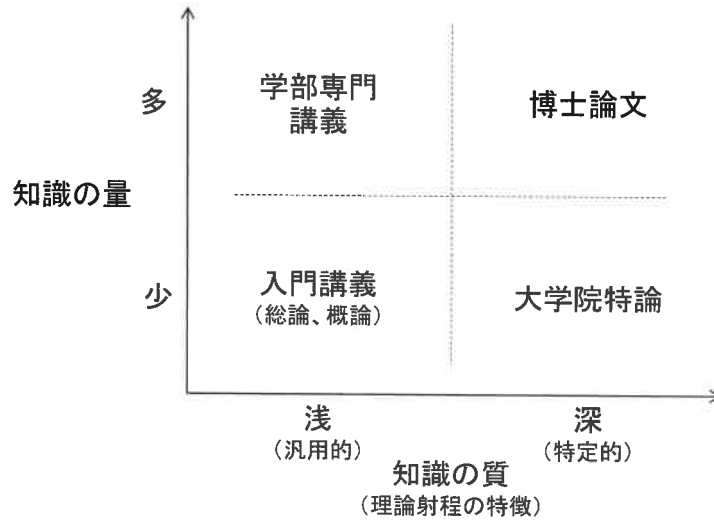 学部専門
講義
博士論文
多
知識の量
少
入門講義
(総論、概論)
大学院特論
浅
(汎用的)
深
(特定的)
知識の質
(理論射程の特徴)